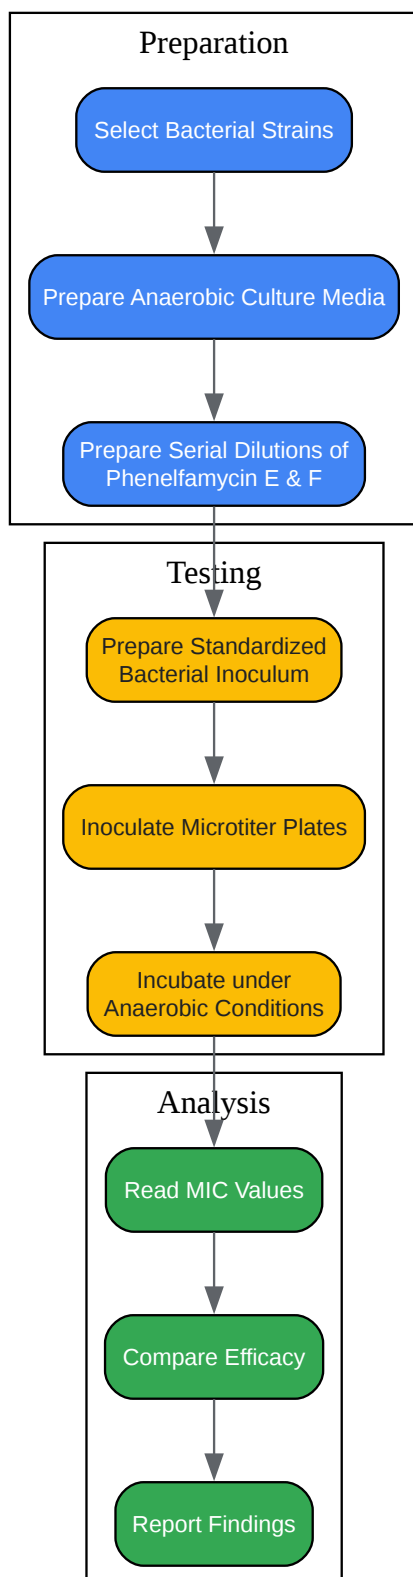 Preparation
Select Bacterial Strains
Prepare Anaerobic Culture Media
Prepare Serial Dilutions of
Phenelfamycin E & F
Testing
Prepare Standardized
Bacterial Inoculum
Inoculate Microtiter Plates
Incubate under
Anaerobic Conditions
Analysis
Read MIC Values
Compare Efficacy
Report Findings